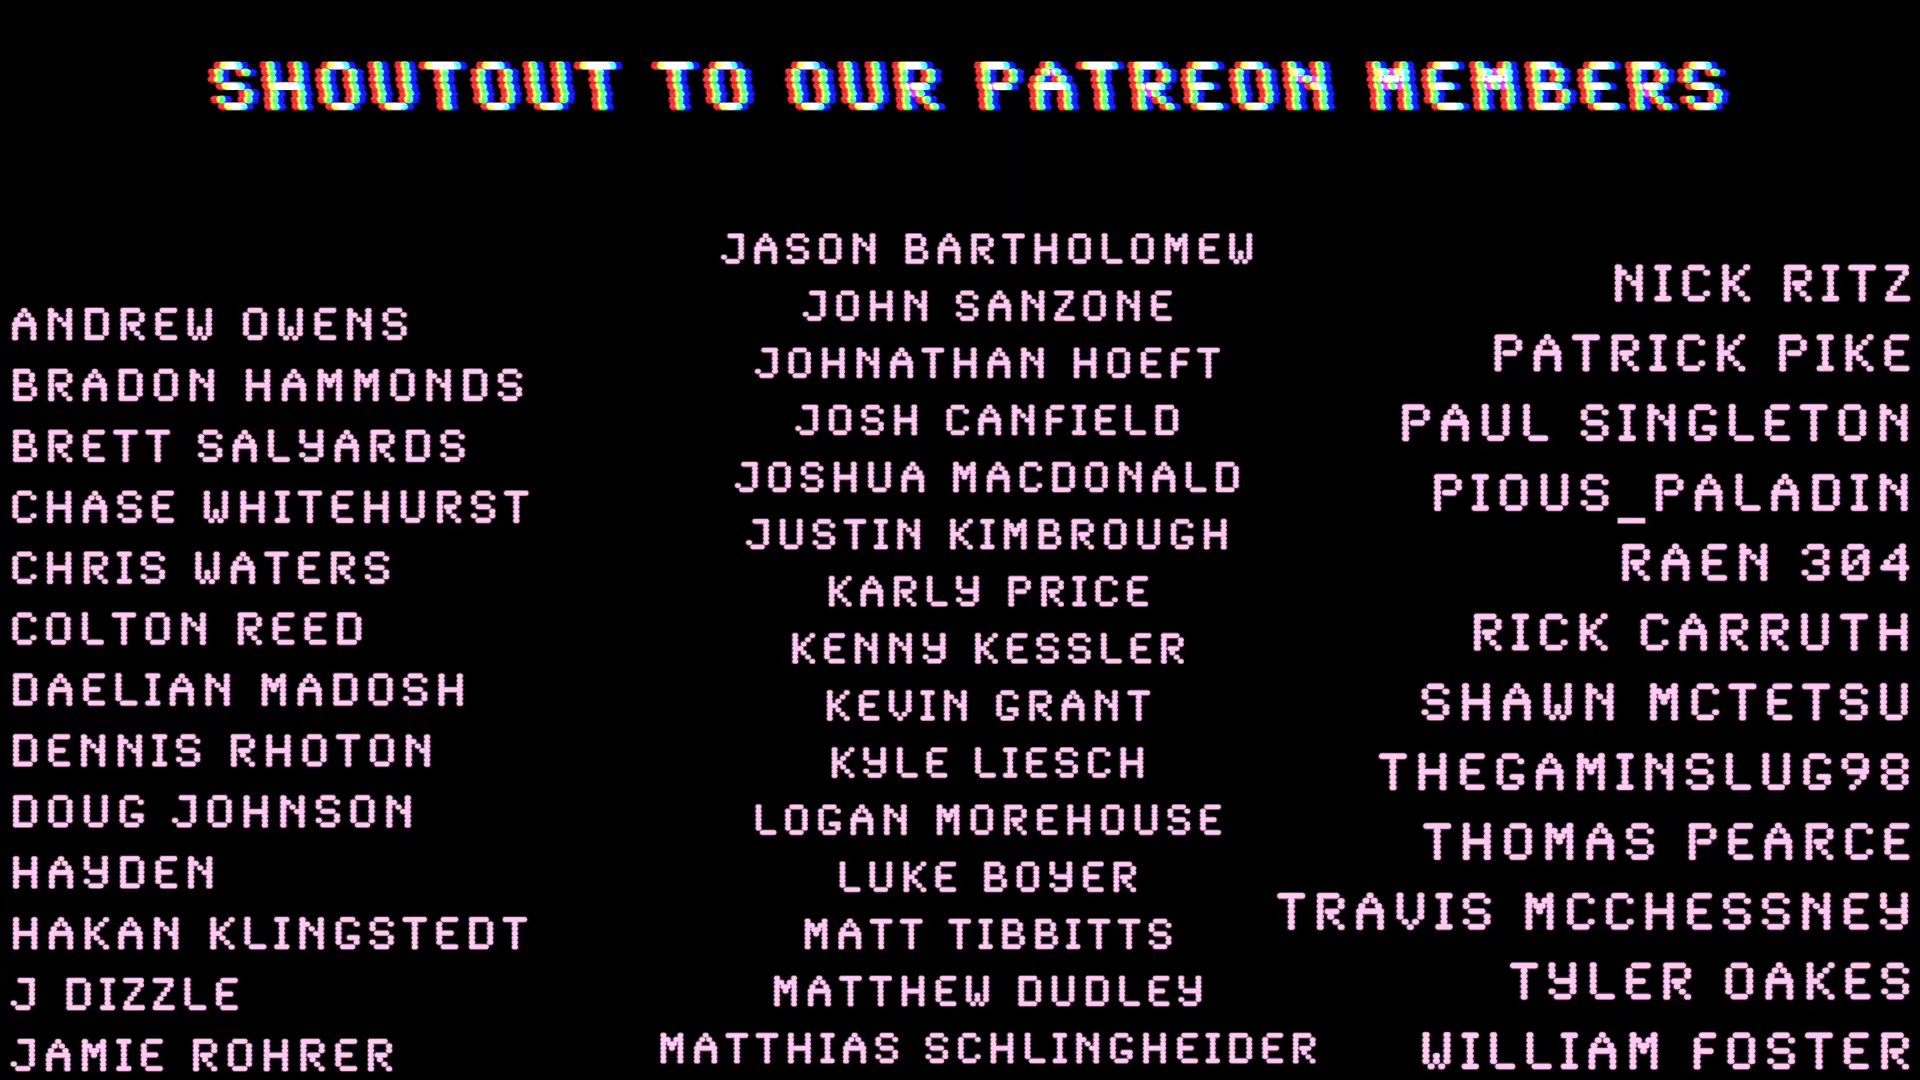 SHOUTOUT TO OUR PATREON MEMBERS
ANDREW OWENS
BRADON HAMMONDS
BRETT SALYARDS
CHASE WHITEHURST
CHRIS WATERS
COLTON REED
DAELIAN MADOSH
DENNIS RHOTON
DOUG JOHNSON
HAYDEN
HAKAN KLINGSTEDT
J DIZZLE
JAMIE ROHRER
JASON BARTHOLOMEW
JOHN SANZONE
JOHNATHAN HOEFT
JOSH CANFIELD
JOSHUA MACDONALD
JUSTIN KIMBROUGH
KARLY PRICE
KENNY KESSLER
KEVIN GRANT
KYLE LIESCH
LOGAN MOREHOUSE
LUKE BOYER
MATT TIBBITTS
MATTHEW DUDLEY
MATTHIAS SCHLINGHEIDER
NICK RITZ
PATRICK PIKE
PAUL SINGLETON
PIOUS_PALADIN
RAEN 304
RICK CARRUTH
SHAWN MCTETSU
THEGAMINSLUG98
THOMAS PEARCE
TRAVIS MCCHESSNEY
TYLER OAKES
WILLIAM FOSTER